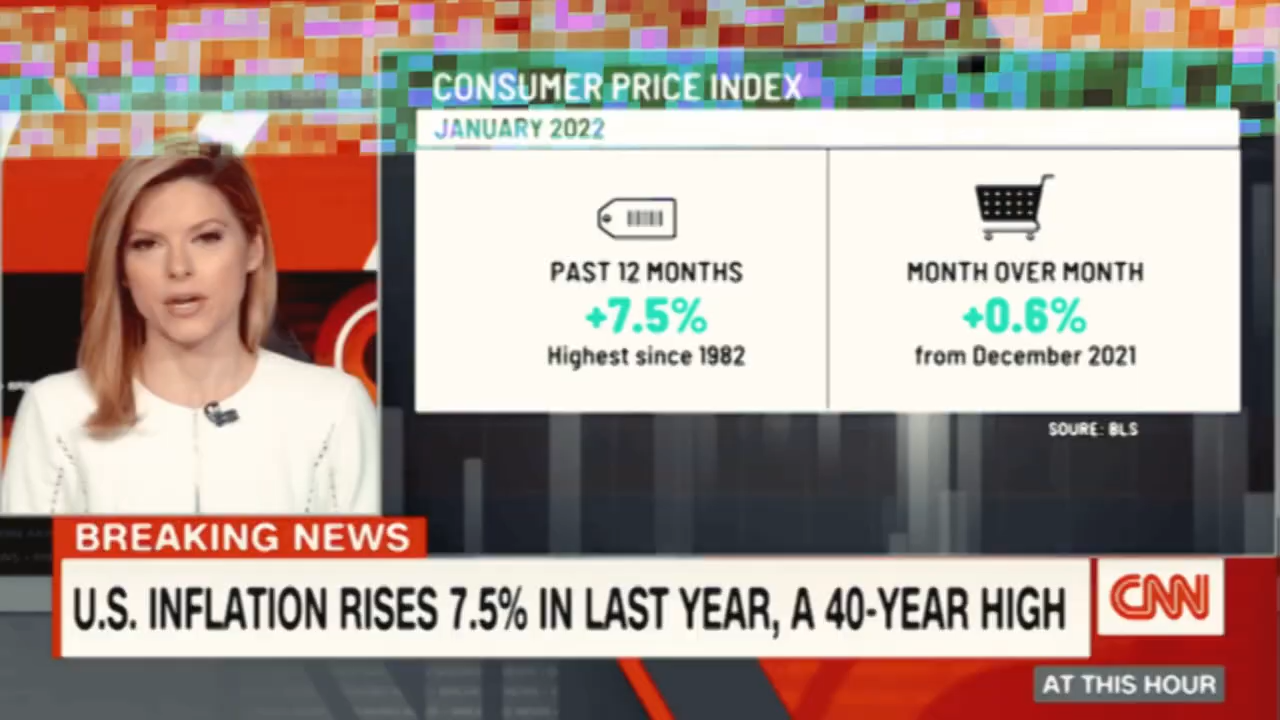 CONSUMER PRICE INDEX
JANUARY 2022
PAST 12 MONTHS
+7.5%
Highest since 1982
MONTH OVER MONTH
+0.6%
from December 2021
SOURE: BLS
BREAKING NEWS
U.S. INFLATION RISES 7.5% IN LAST YEAR, A 40-YEAR HIGH
CNN
AT THIS HOUR